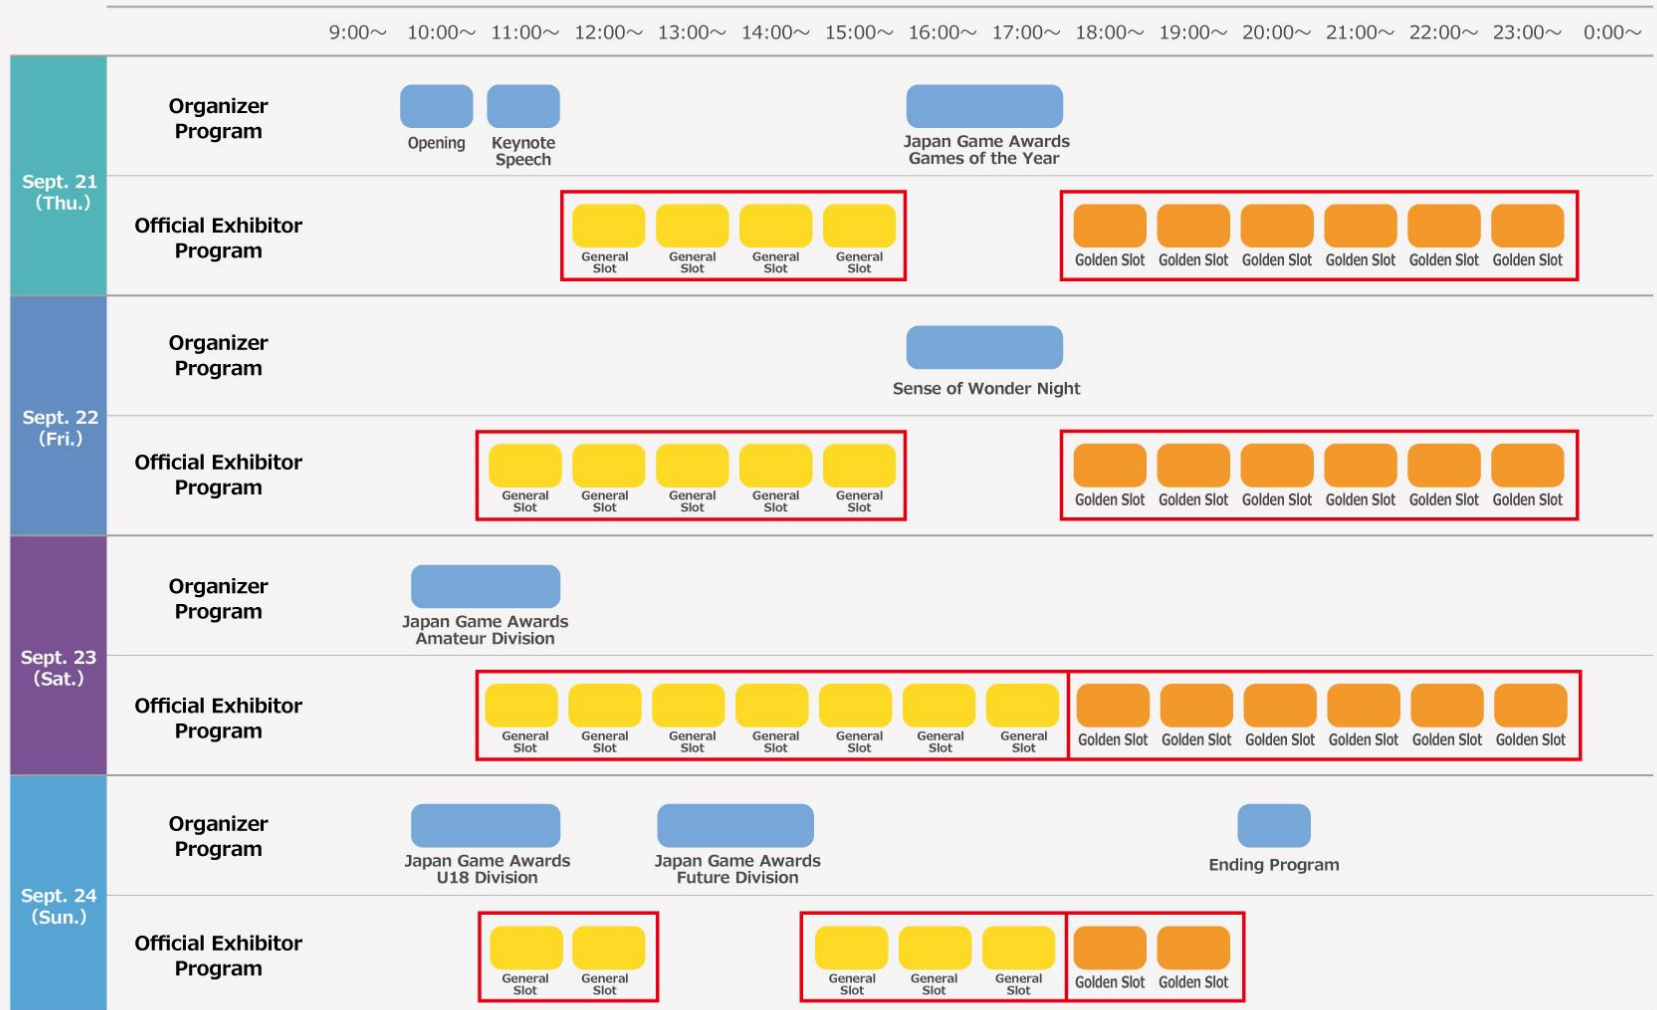 9:00～ 10:00～ 11:00～ 12:00～ 13:00～ 14:00～ 15:00～ 16:00～ 17:00～ 18:00～ 19:00～ 20:00～ 21:00～ 22:00～ 23:00～ 0:00～
Sept. 21
(Thu.)
Organizer
Program
Opening
Keynote
Speech
Japan Game Awards
Games of the Year
Official Exhibitor
Program
General
Slot
General
Slot
General
Slot
General
Slot
Golden Slot
Golden Slot
Golden Slot
Golden Slot
Golden Slot
Golden Slot
Sept. 22
(Fri.)
Organizer
Program
Sense of Wonder Night
Official Exhibitor
Program
General
Slot
General
Slot
General
Slot
General
Slot
General
Slot
Golden Slot
Golden Slot
Golden Slot
Golden Slot
Golden Slot
Golden Slot
Sept. 23
(Sat.)
Organizer
Program
Japan Game Awards
Amateur Division
Official Exhibitor
Program
General
Slot
General
Slot
General
Slot
General
Slot
General
Slot
General
Slot
General
Slot
Golden Slot
Golden Slot
Golden Slot
Golden Slot
Golden Slot
Golden Slot
Sept. 24
(Sun.)
Organizer
Program
Japan Game Awards
U18 Division
Japan Game Awards
Future Division
Ending Program
Official Exhibitor
Program
General
Slot
General
Slot
General
Slot
General
Slot
General
Slot
Golden Slot
Golden Slot